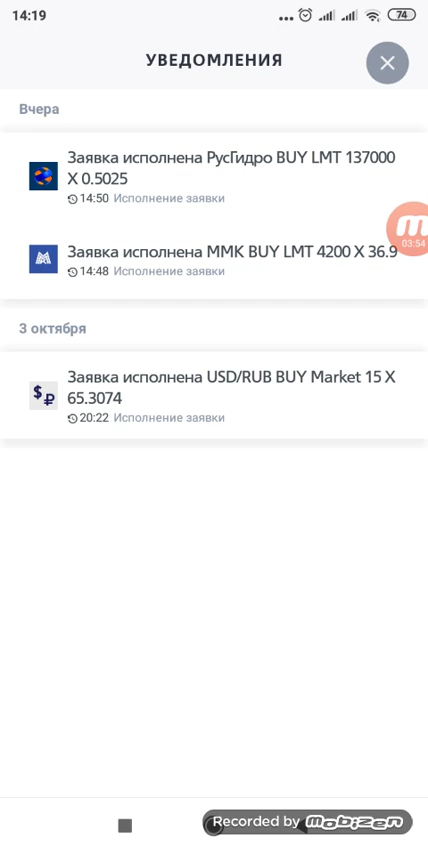 14:19
74
УВЕДОМЛЕНИЯ
Вчера
Заявка исполнена РусГидро BUY LMT 137000
X 0.5025
14:50 Исполнение заявки
03:54
Заявка исполнена ММК BUY LMT 4200 X 36.9
14:48 Исполнение заявки
3 октября
Заявка исполнена USD/RUB BUY Market 15 X
65.3074
20:22 Исполнение заявки
Recorded by mobizen